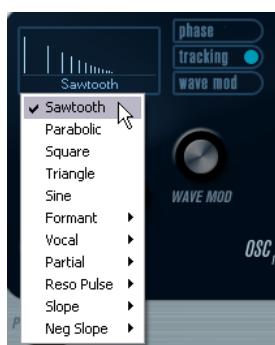 phase
tracking
Sawtooth
wave mod
Sawtooth
Parabolic
Square
Triangle
Sine
WAVE MOD
Formant
Vocal
OSC
Partial
Reso Pulse
Slope
Neg Slope